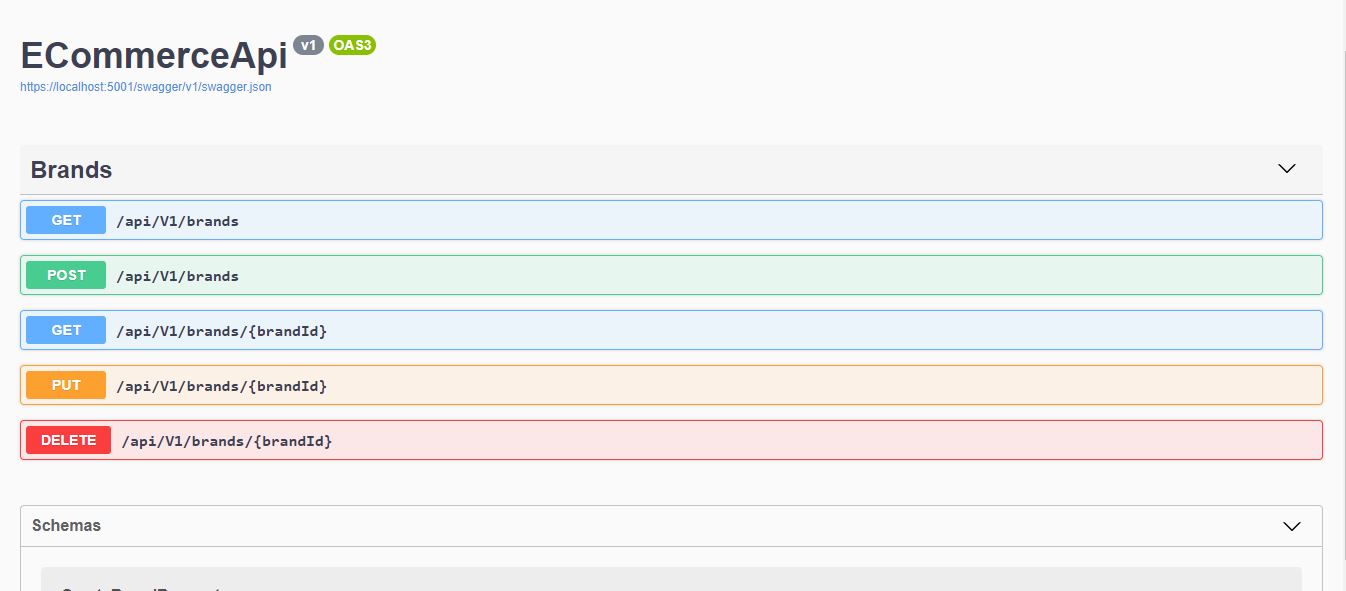 ECommerceApi v1 OAS3
https://localhost:5001/swagger/v1/swagger.json
Brands
GET /api/V1/brands
POST /api/V1/brands
GET /api/V1/brands/{brandId}
PUT /api/V1/brands/{brandId}
DELETE /api/V1/brands/{brandId}
Schemas